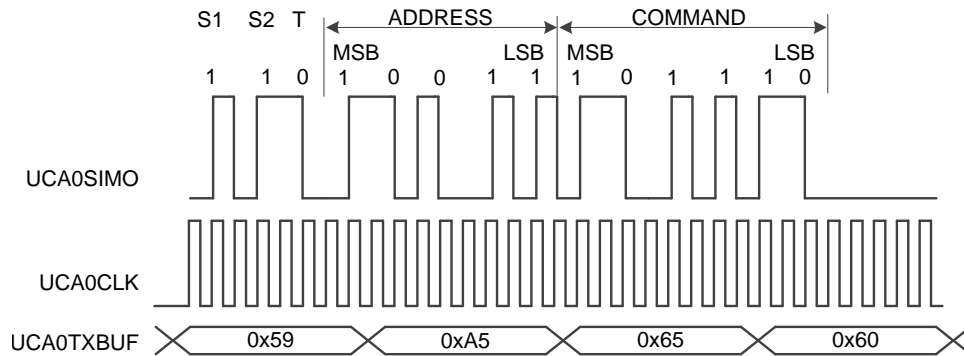 S1 S2 T ADDRESS COMMAND
MSB LSB MSB LSB
1 1 0 1 0 0 1 1 1 0 1 1 1 0
UCA0SIMO
UCA0CLK
UCA0TXBUF 0x59 0xA5 0x65 0x60